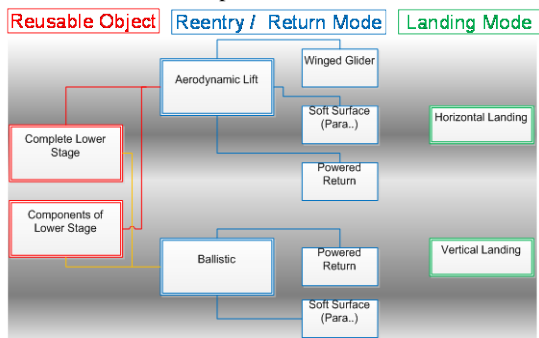 Reusable Object
Reentry / Return Mode
Landing Mode
Winged Glider
Aerodynamic Lift
Soft Surface
(Para..)
Horizontal Landing
Complete Lower
Stage
Powered
Return
Components of
Lower Stage
Ballistic
Powered
Return
Vertical Landing
Soft Surface
(Para..)